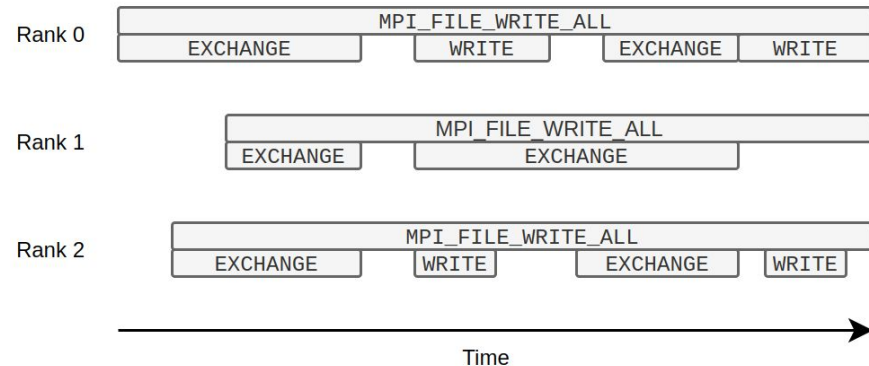 MPI_FILE_WRITE_ALL
Rank 0
EXCHANGE WRITE EXCHANGE WRITE
MPI_FILE_WRITE_ALL
Rank 1
EXCHANGE EXCHANGE
MPI_FILE_WRITE_ALL
Rank 2
EXCHANGE WRITE EXCHANGE WRITE
Time